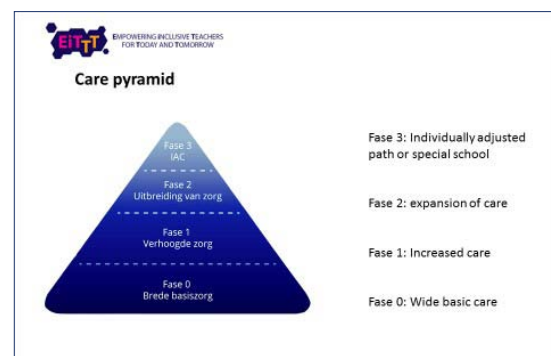 EiTTT
EMPOWERING INCLUSIVE TEACHERS
FOR TODAY AND TOMORROW
Care pyramid
Fase 3
IAC
Fase 2
Uitbreiding van zorg
Fase 1
Verhoogde zorg
Fase 0
Brede basiszorg
Fase 3: Individually adjusted
path or special school
Fase 2: expansion of care
Fase 1: Increased care
Fase 0: Wide basic care